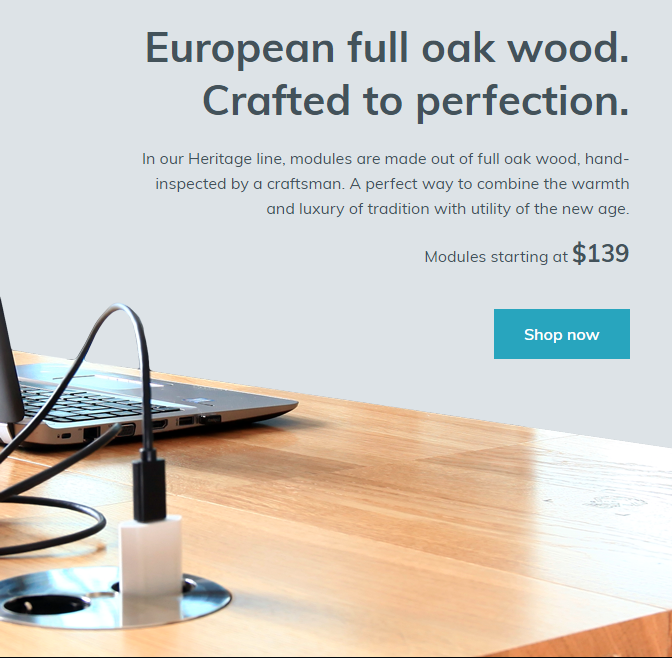 European full oak wood.
Crafted to perfection.
In our Heritage line, modules are made out of full oak wood, hand-
inspected by a craftsman. A perfect way to combine the warmth
and luxury of tradition with utility of the new age.
Modules starting at $139
Shop now